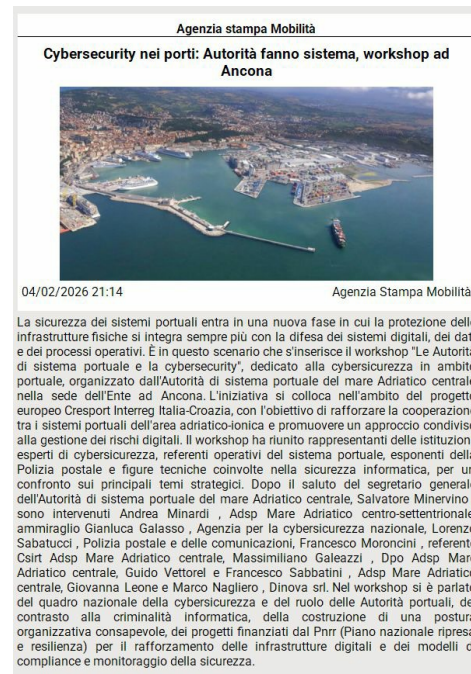 Agenzia stampa Mobilità
Cybersecurity nei porti: Autorità fanno sistema, workshop ad
Ancona
04/02/2026 21:14
Agenzia Stampa Mobilità
La sicurezza dei sistemi portuali entra in una nuova fase in cui la protezione delle
infrastrutture fisiche si integra sempre più con la difesa dei sistemi digitali, dei dati
e dei processi operativi. È in questo scenario che s'inserisce il workshop "Le Autorità
di sistema portuale e la cybersecurity", dedicato alla cybersicurezza in ambito
portuale, organizzato dall'Autorità di sistema portuale del mare Adriatico centrale
nella sede dell'Ente ad Ancona. L'iniziativa si colloca nell'ambito del progetto
europeo Cresport Interreg Italia-Croazia, con l'obiettivo di rafforzare la cooperazione
tra i sistemi portuali dell'area adriatico-ionica e promuovere un approccio condiviso
alla gestione dei rischi digitali. Il workshop ha riunito rappresentanti delle istituzioni,
esperti di cybersicurezza, referenti operativi del sistema portuale, esponenti della
Polizia postale e figure tecniche coinvolte nella sicurezza informatica, per un
confronto sui principali temi strategici. Dopo il saluto del segretario generale
dell'Autorità di sistema portuale del mare Adriatico centrale, Salvatore Minervino ,
sono intervenuti Andrea Minardi , Adsp Mare Adriatico centro-settentrionale,
ammiraglio Gianluca Galasso , Agenzia per la cybersicurezza nazionale, Lorenzo
Sabatucci , Polizia postale e delle comunicazioni, Francesco Moroncini , referente
Csirt Adsp Mare Adriatico centrale, Massimiliano Galeazzi , Dpo Adsp Mare
Adriatico centrale, Guido Vettorel e Francesco Sabbatini , Adsp Mare Adriatico
centrale, Giovanna Leone e Marco Nagliero , Dinova srl. Nel workshop si è parlato
del quadro nazionale della cybersicurezza e del ruolo delle Autorità portuali, del
contrasto alla criminalità informatica, della costruzione di una postura
organizzativa consapevole, dei progetti finanziati dal Pnrr (Piano nazionale ripresa
e resilienza) per il rafforzamento delle infrastrutture digitali e dei modelli di
compliance e monitoraggio della sicurezza.